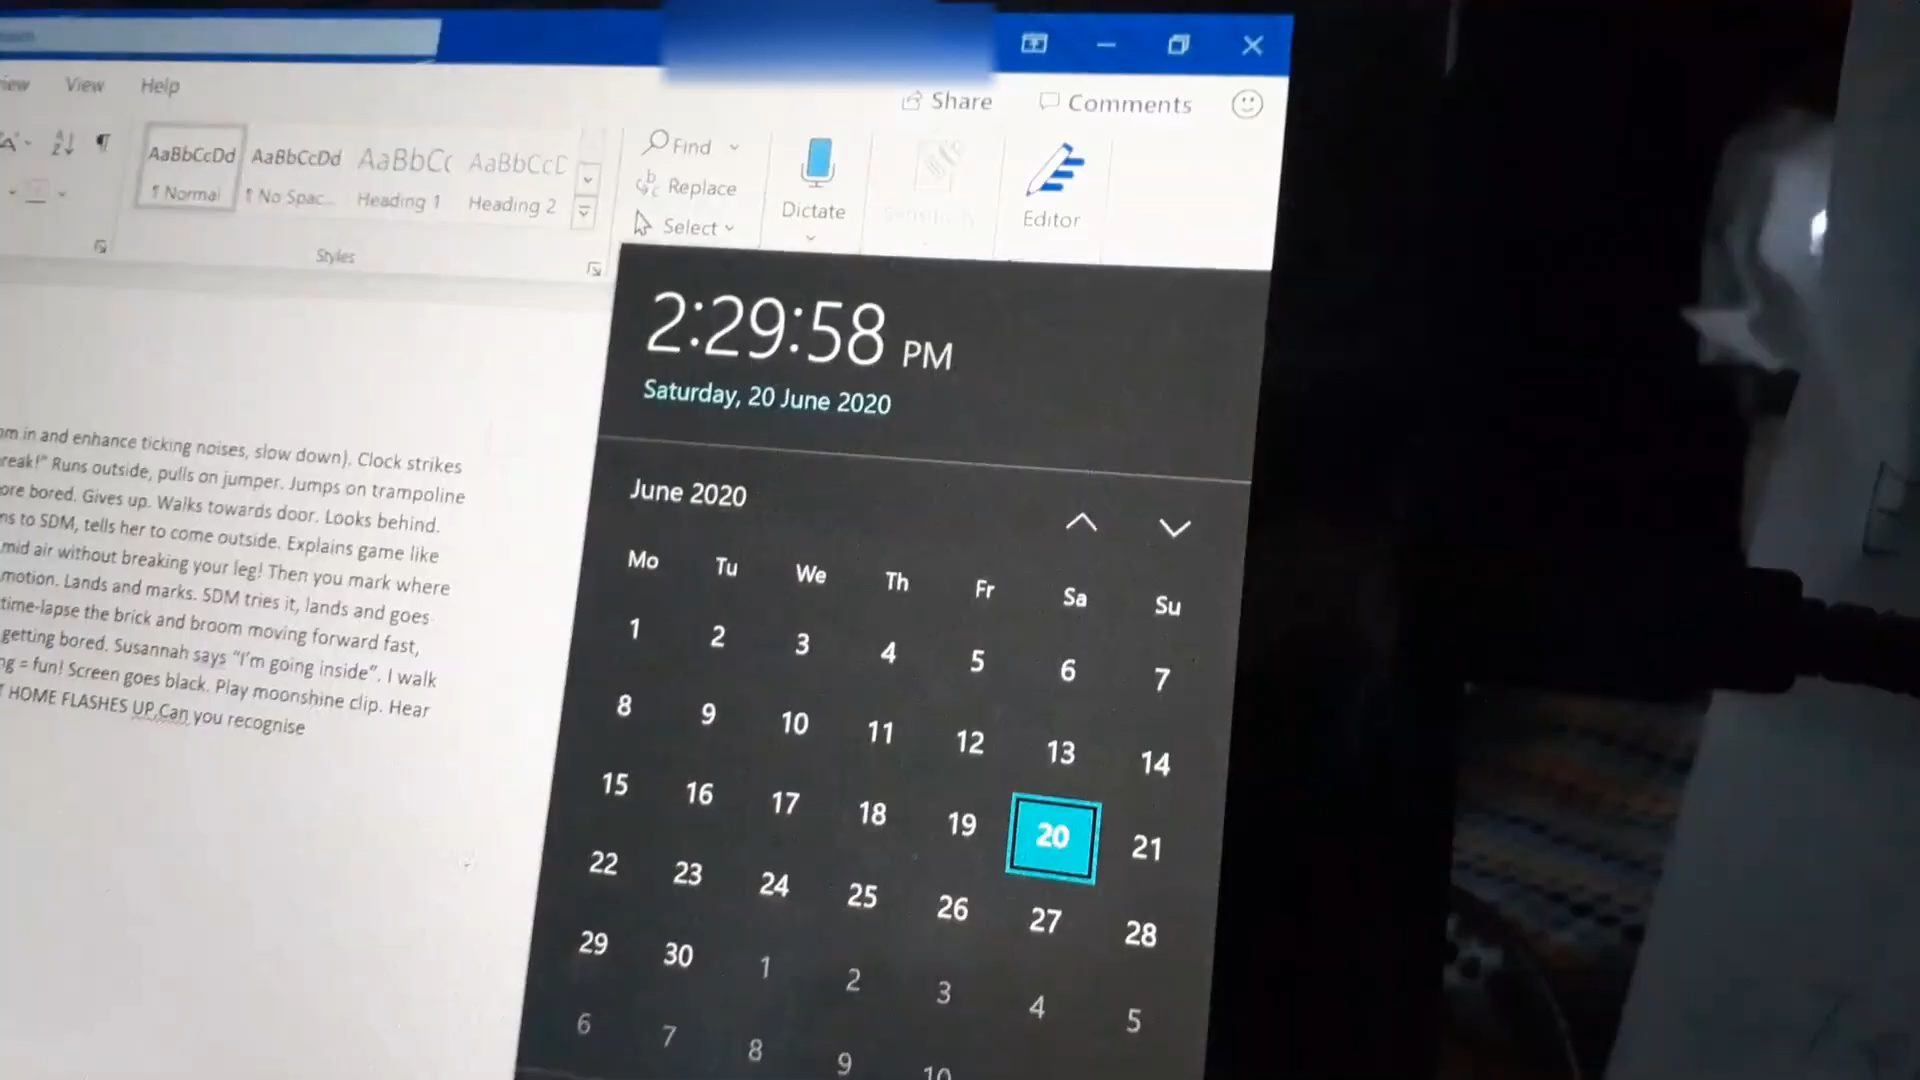 View Help
Share Comments
AaBbCcDd AaBbCcDd AaBbCc AaBbCcD
¶ Normal ¶ No Spac... Heading 1 Heading 2
Styles
Find
Replace
Select
Dictate
Editor
2:29:58 PM
Saturday, 20 June 2020
June 2020
Mo Tu We Th Fr Sa Su
1 2 3 4 5 6 7
8 9 10 11 12 13 14
15 16 17 18 19 20 21
22 23 24 25 26 27 28
29 30 1 2 3 4 5
6 7 8 9 10
in and enhance ticking noises, slow down). Clock strikes
Runs outside, pulls on jumper. Jumps on trampoline
bored. Gives up. Walks towards door. Looks behind.
to SDM, tells her to come outside. Explains game like
mid air without breaking your leg! Then you mark where
motion. Lands and marks. SDM tries it, lands and goes
time-lapse the brick and broom moving forward fast,
getting bored. Susannah says “I’m going inside”. I walk
= fun! Screen goes black. Play moonshine clip. Hear
HOME FLASHES UP.Can you recognise